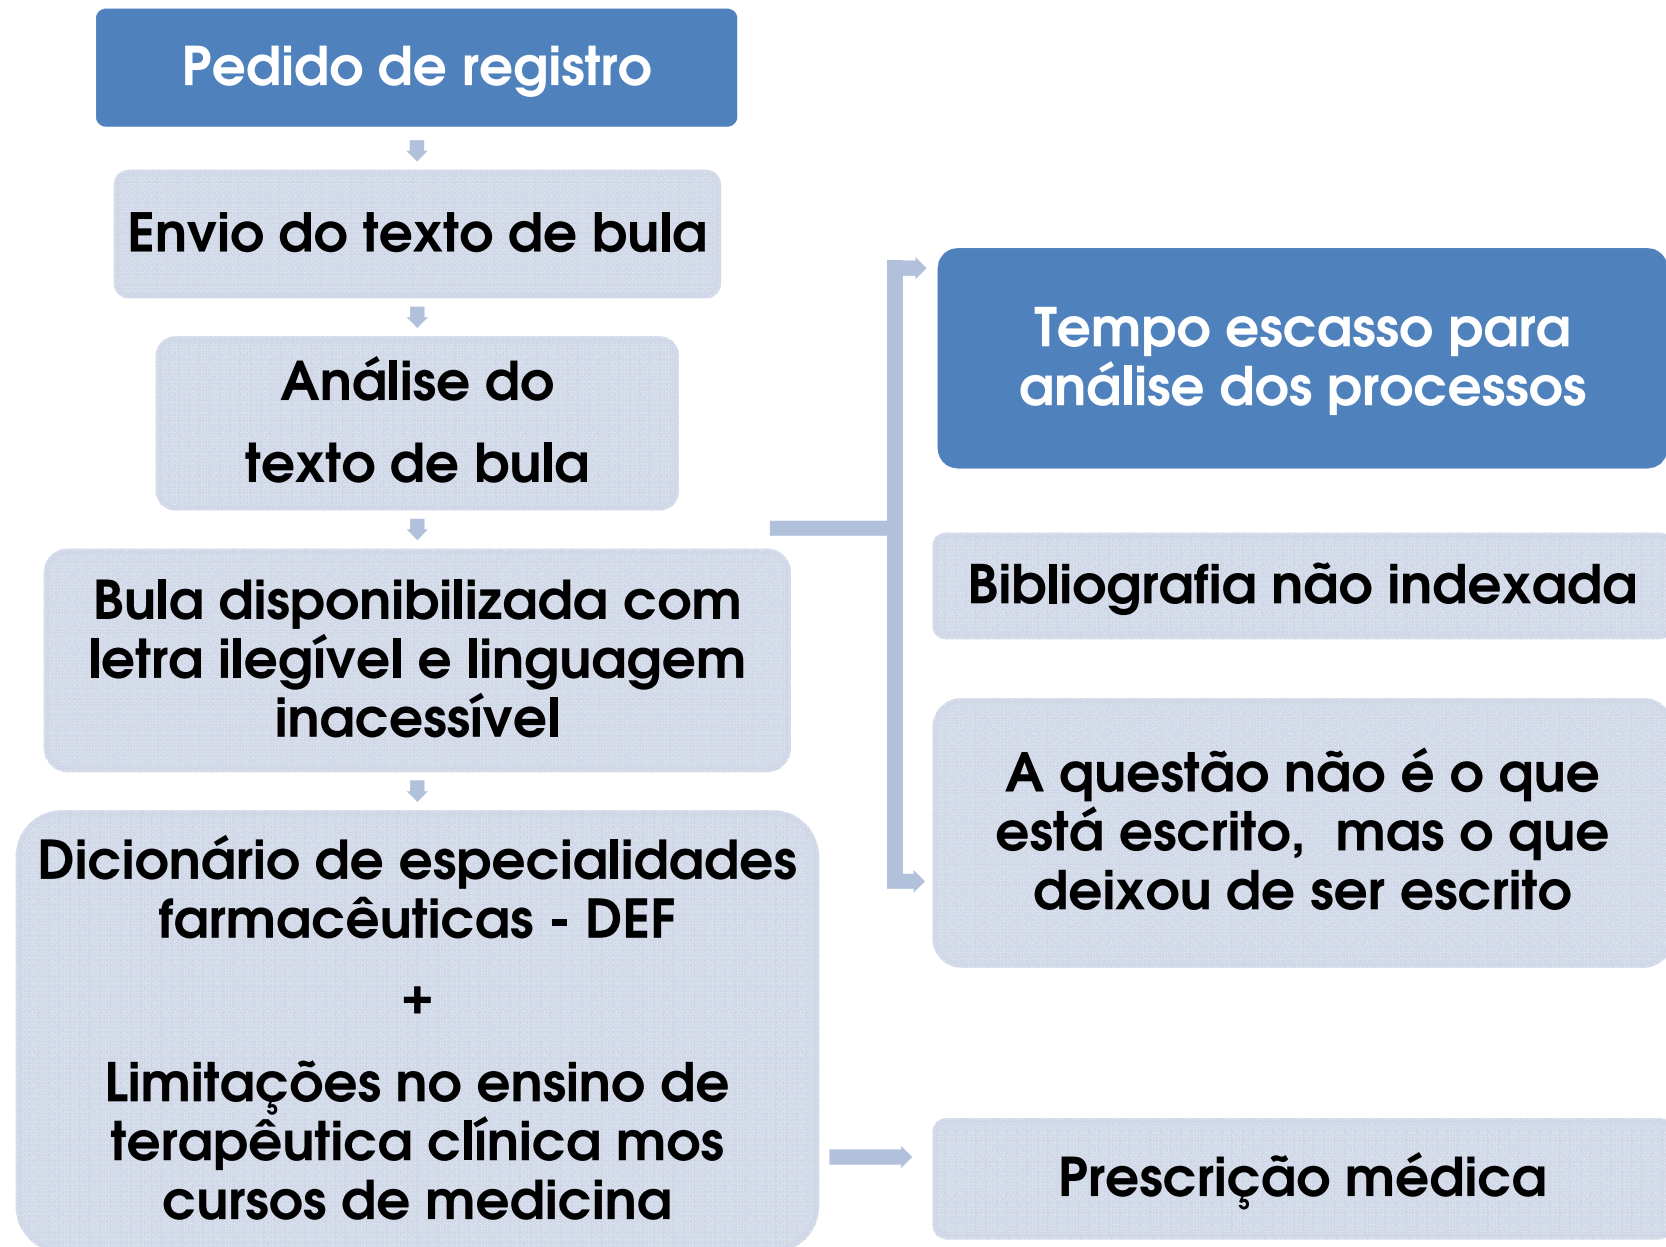 Pedido de registro
Envio do texto de bula
Análise do
texto de bula
Bula disponibilizada com
letra ilegível e linguagem
inacessível
Dicionário de especialidades
farmacêuticas - DEF
+
Limitações no ensino de
terapêutica clínica mos
cursos de medicina
Tempo escasso para
análise dos processos
Bibliografia não indexada
A questão não é o que
está escrito, mas o que
deixou de ser escrito
Prescrição médica